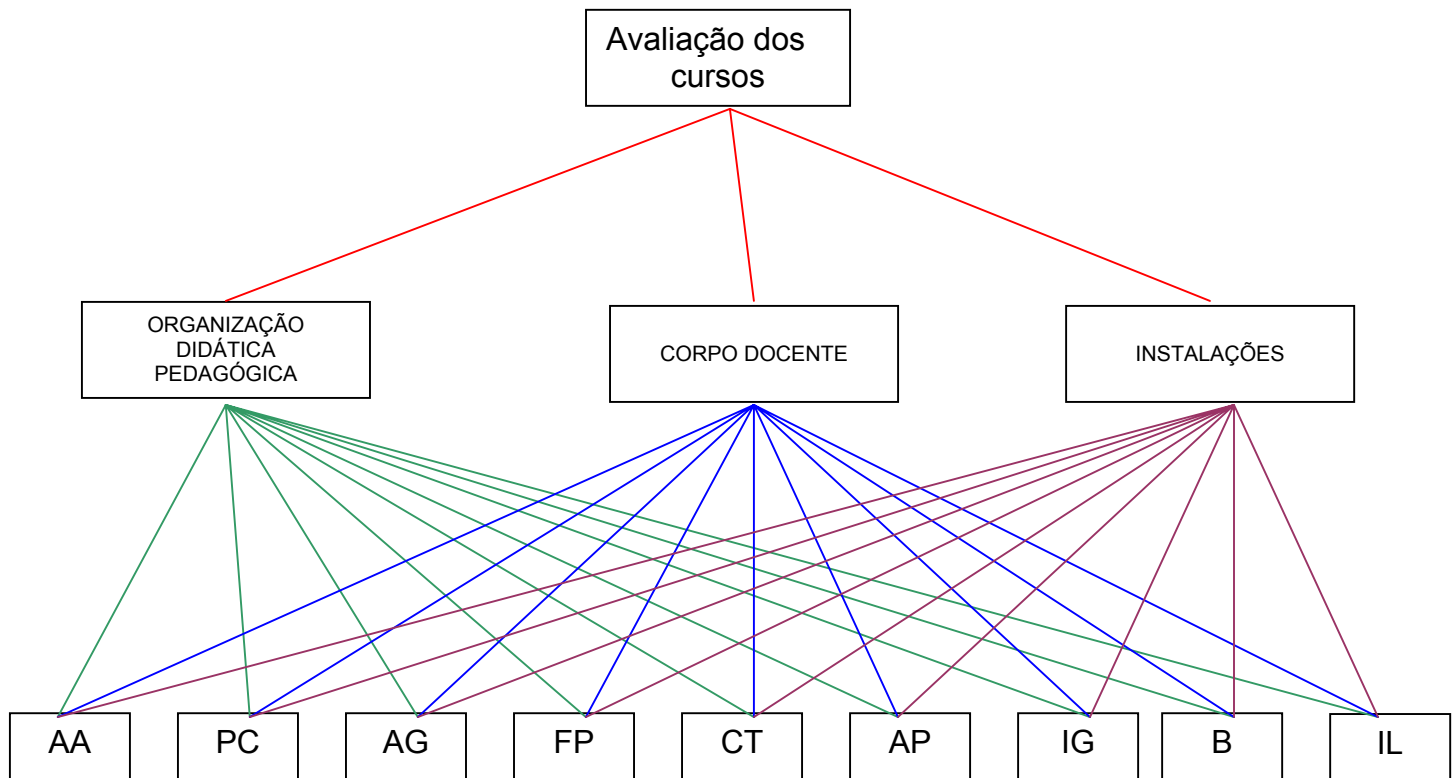 Avaliação dos
cursos
ORGANIZAÇÃO
DIDÁTICA
PEDAGÓGICA
CORPO DOCENTE
INSTALAÇÕES
AA
PC
AG
FP
CT
AP
IG
B
IL